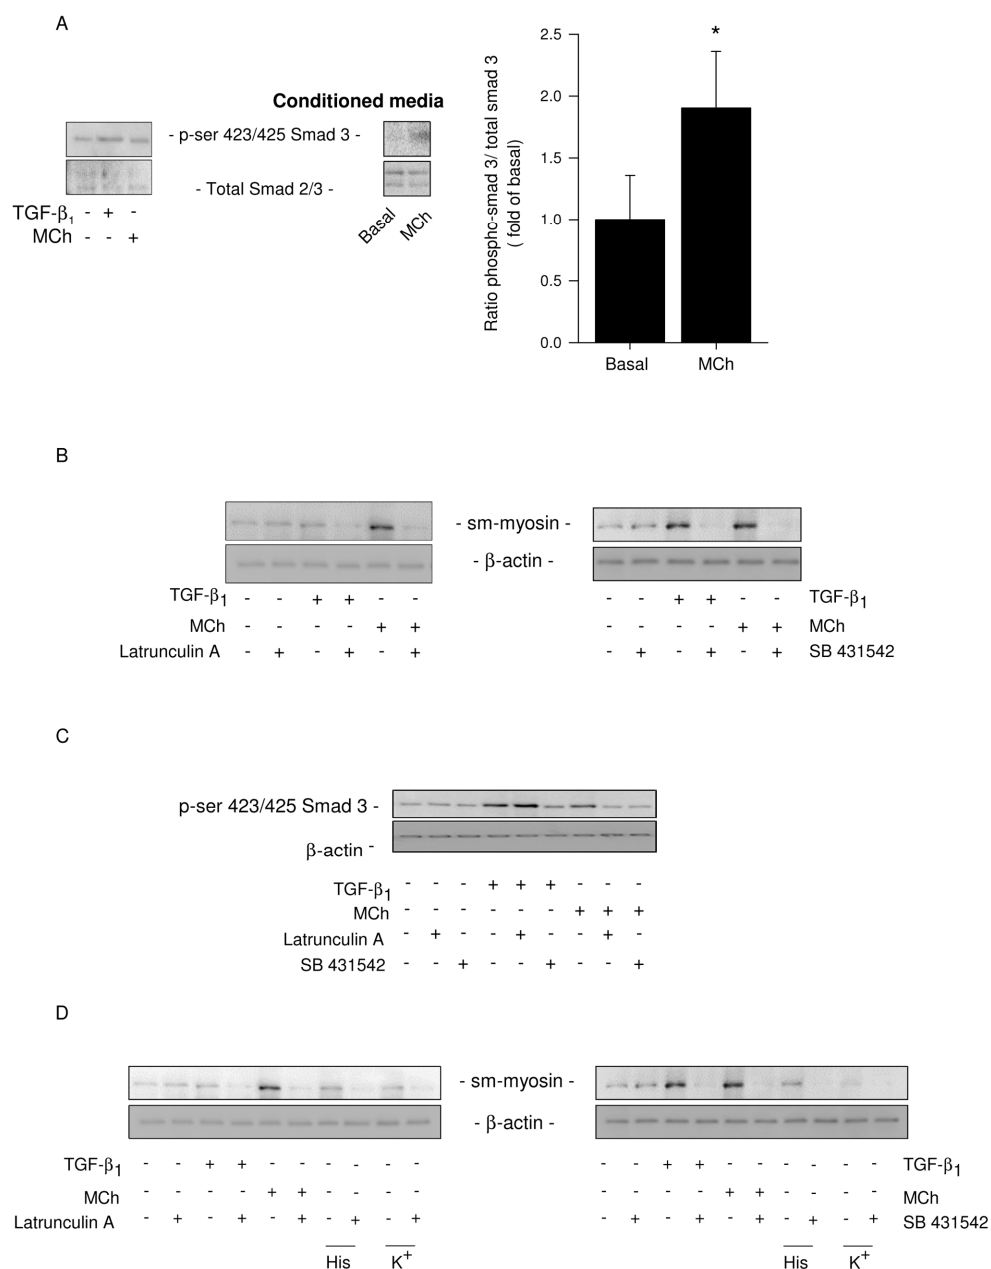 A
Conditioned media
- p-ser 423/425 Smad 3 -
- Total Smad 2/3 -
TGF-β1 - + -
MCh - - +
Basal MCh
Ratio phospho-smad 3/ total smad 3
( fold of basal)
2.5
2.0
1.5
1.0
0.5
0.0
*
Basal MCh
B
- sm-myosin -
- β-actin -
TGF-β1 - - + + - -
MCh - - - - + +
Latrunculin A - + - + - +
- - + + - - TGF-β1
- - - - + + MCh
- + - + - + SB 431542
C
p-ser 423/425 Smad 3 -
β-actin -
TGF-β1 - - - + + + - - -
MCh - - - - - - + + +
Latrunculin A - + - - + - - + -
SB 431542 - - + - - + - - +
D
- sm-myosin -
- β-actin -
TGF-β1 - - + + - - - - - -
MCh - - - - + + - - - -
Latrunculin A - + - + - + - + - +
His K+
- - + + - - - - - - TGF-β1
- - - - + + - - - - MCh
- + - + - + - + - + SB 431542
His K+